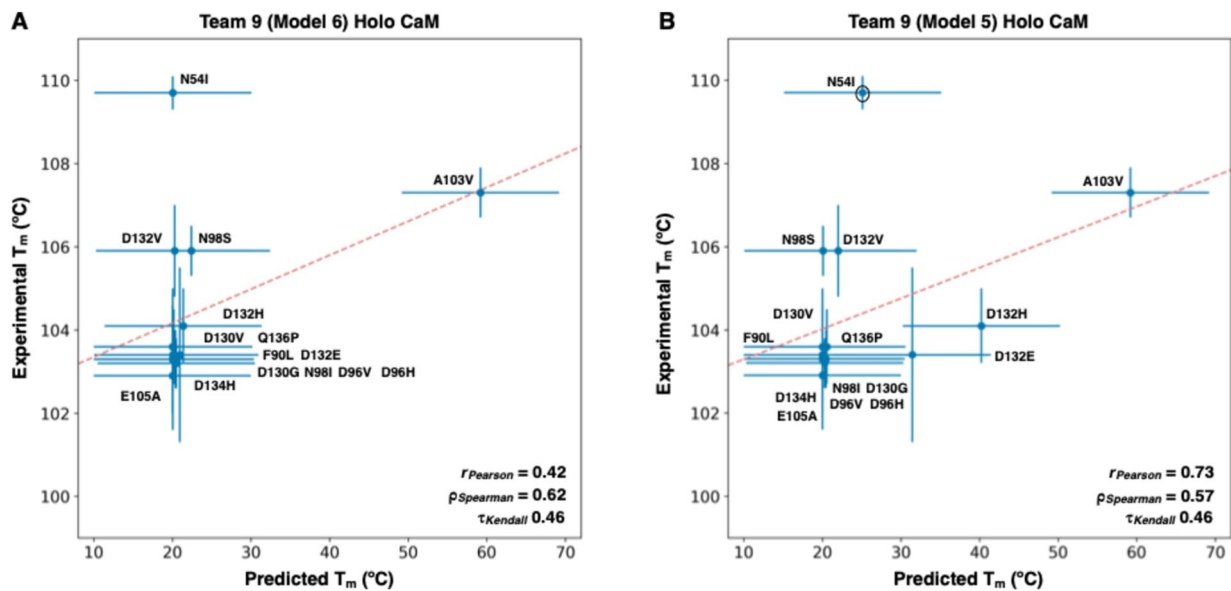 A
Team 9 (Model 6) Holo CaM
Experimental Tm (°C)
110
108
106
104
102
100
N54I
A103V
D132V
N98S
D132H
D130V Q136P
F90L D132E
D130G N98I D96V D96H
D134H
E105A
rPearson = 0.42
ρSpearman = 0.62
τKendall 0.46
10 20 30 40 50 60 70
Predicted Tm (°C)
B
Team 9 (Model 5) Holo CaM
Experimental Tm (°C)
110
108
106
104
102
100
N54I
A103V
N98S
D132V
D132H
D130V
F90L
Q136P
D132E
D134H
N98I D130G
D96V D96H
E105A
rPearson = 0.73
ρSpearman = 0.57
τKendall = 0.46
10 20 30 40 50 60 70
Predicted Tm (°C)